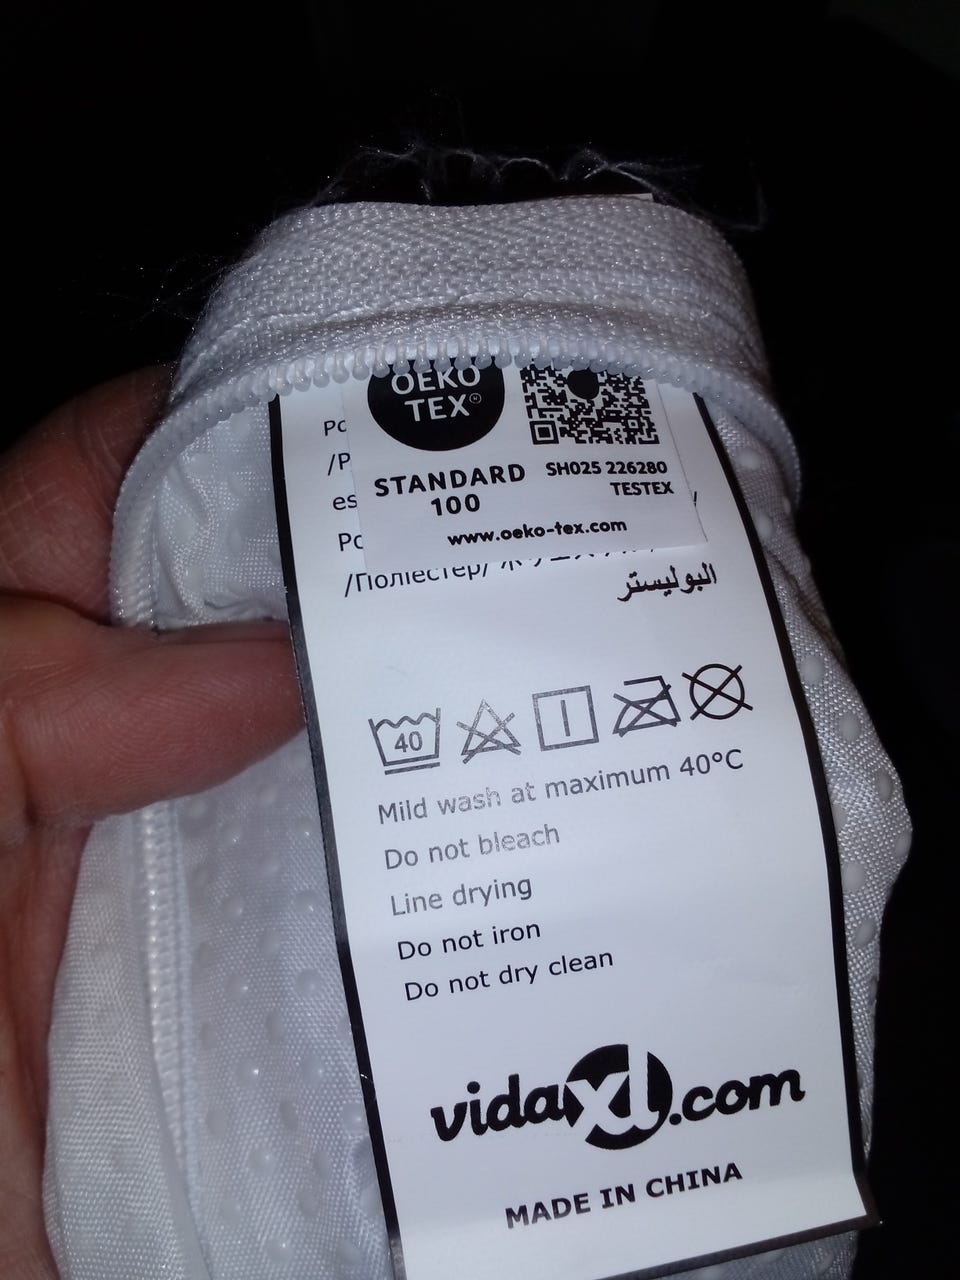 OEKO
TEX®
STANDARD
100
SH025 226280
TESTEX
www.oeko-tex.com
/Поліестер/
البوليستر
40
Mild wash at maximum 40°C
Do not bleach
Line drying
Do not iron
Do not dry clean
vidaXL.com
MADE IN CHINA